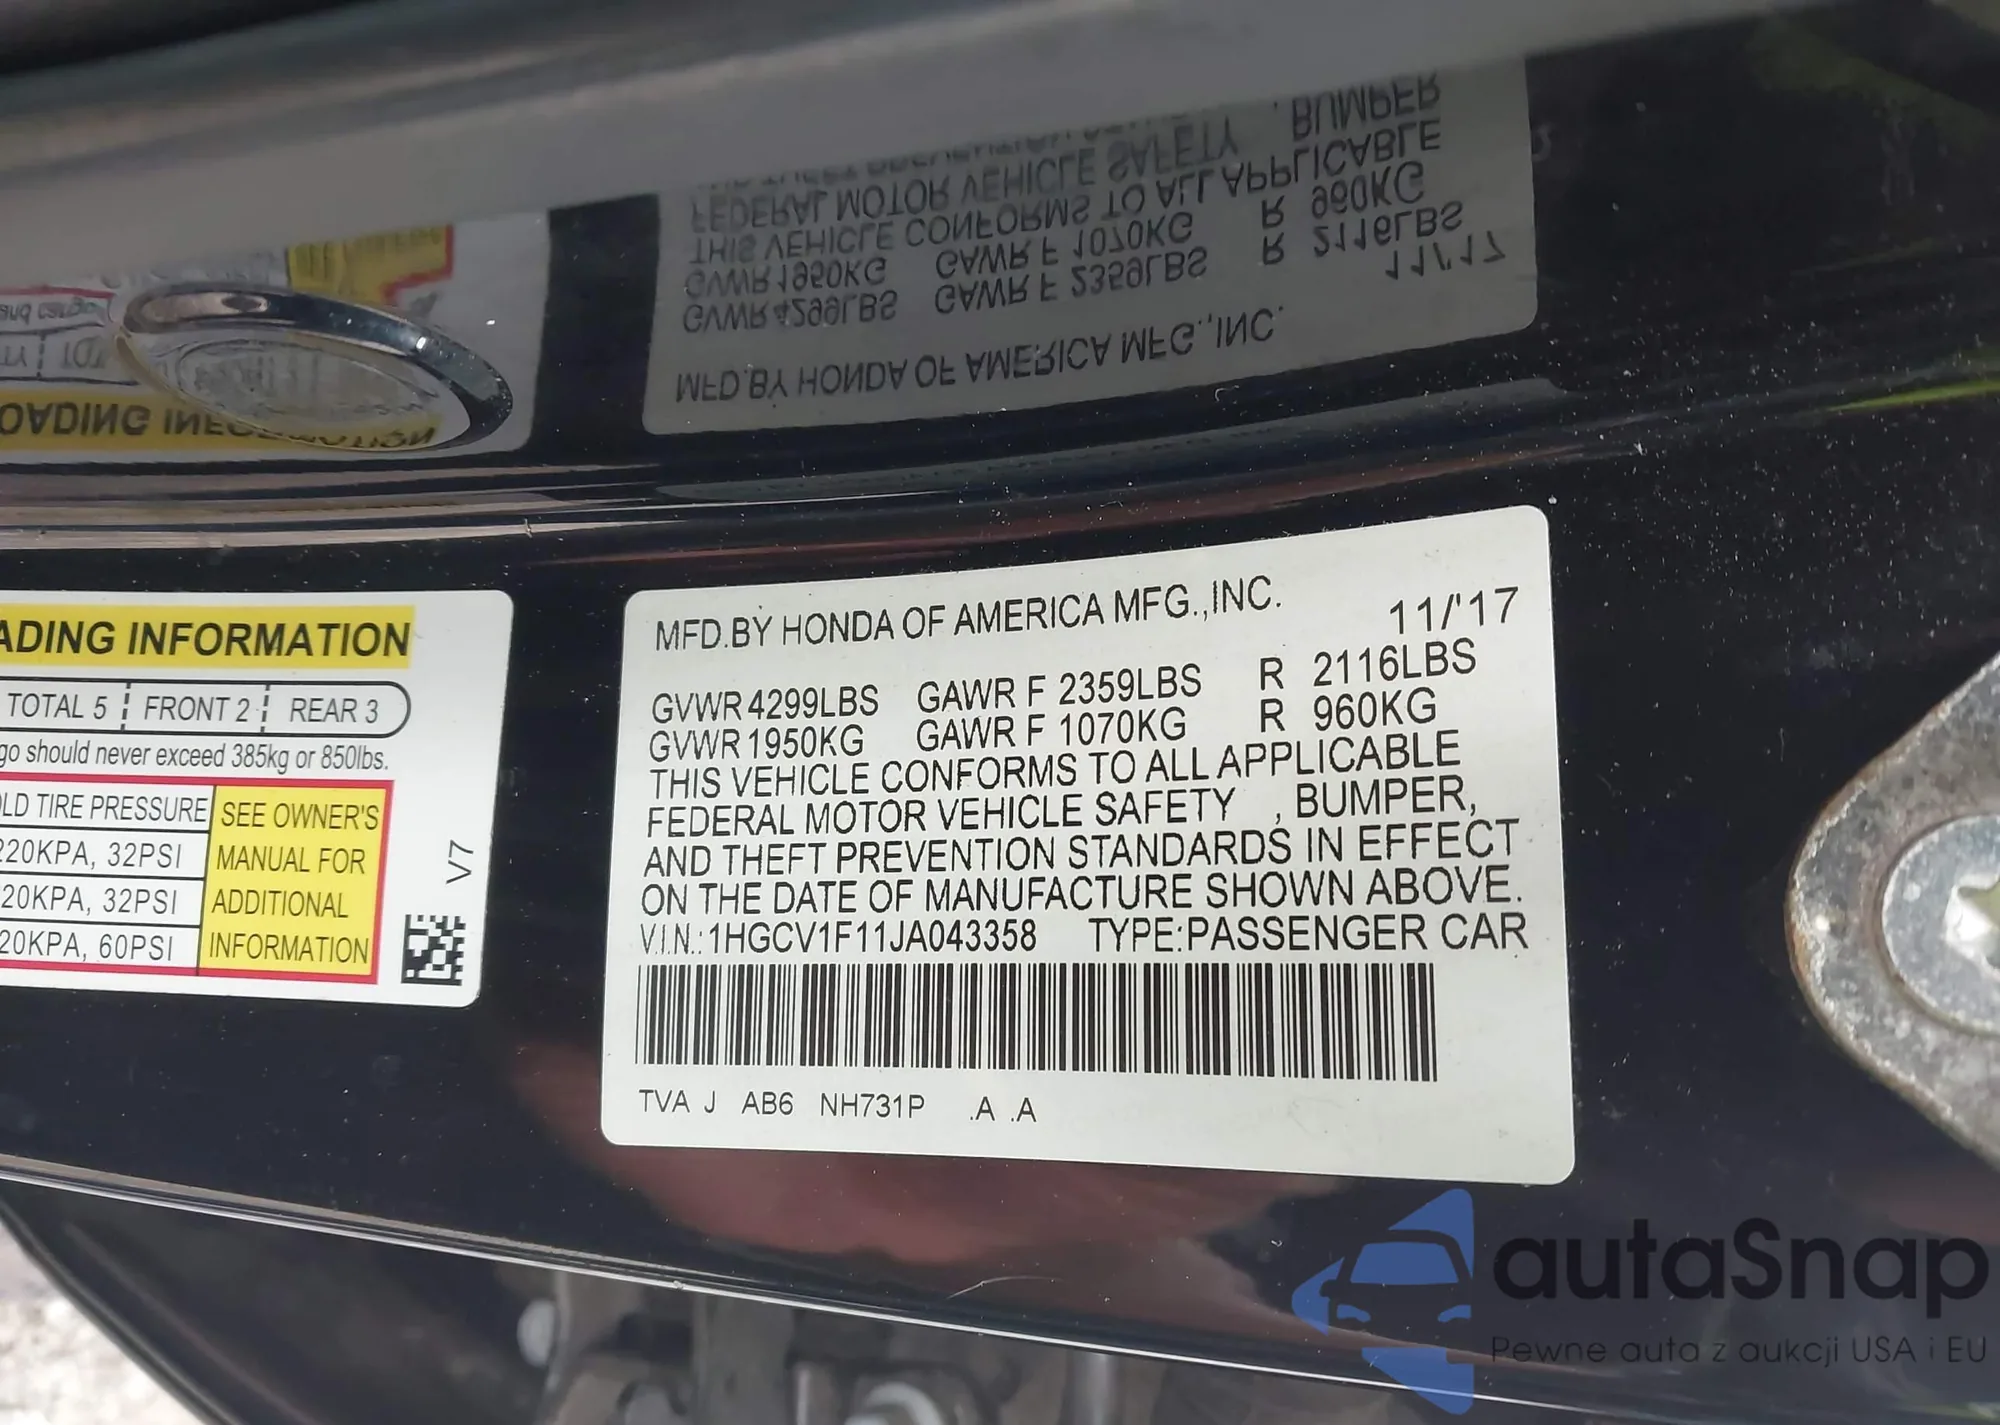 ADING INFORMATION
TOTAL 5 FRONT 2 REAR 3
go should never exceed 385kg or 850lbs.
LD TIRE PRESSURE
220KPA, 32PSI
20KPA, 32PSI
20KPA, 60PSI
SEE OWNER'S
MANUAL FOR
ADDITIONAL
INFORMATION
V7
MFD.BY HONDA OF AMERICA MFG.,INC. 11/'17
GVWR 4299LBS GAWR F 2359LBS R 2116LBS
GVWR 1950KG GAWR F 1070KG R 960KG
THIS VEHICLE CONFORMS TO ALL APPLICABLE
FEDERAL MOTOR VEHICLE SAFETY , BUMPER,
AND THEFT PREVENTION STANDARDS IN EFFECT
ON THE DATE OF MANUFACTURE SHOWN ABOVE.
V.I.N.: 1HGCV1F11JA043358 TYPE:PASSENGER CAR
TVA J AB6 NH731P .A .A
autaSnap
Pewne auta z aukcji USA i EU